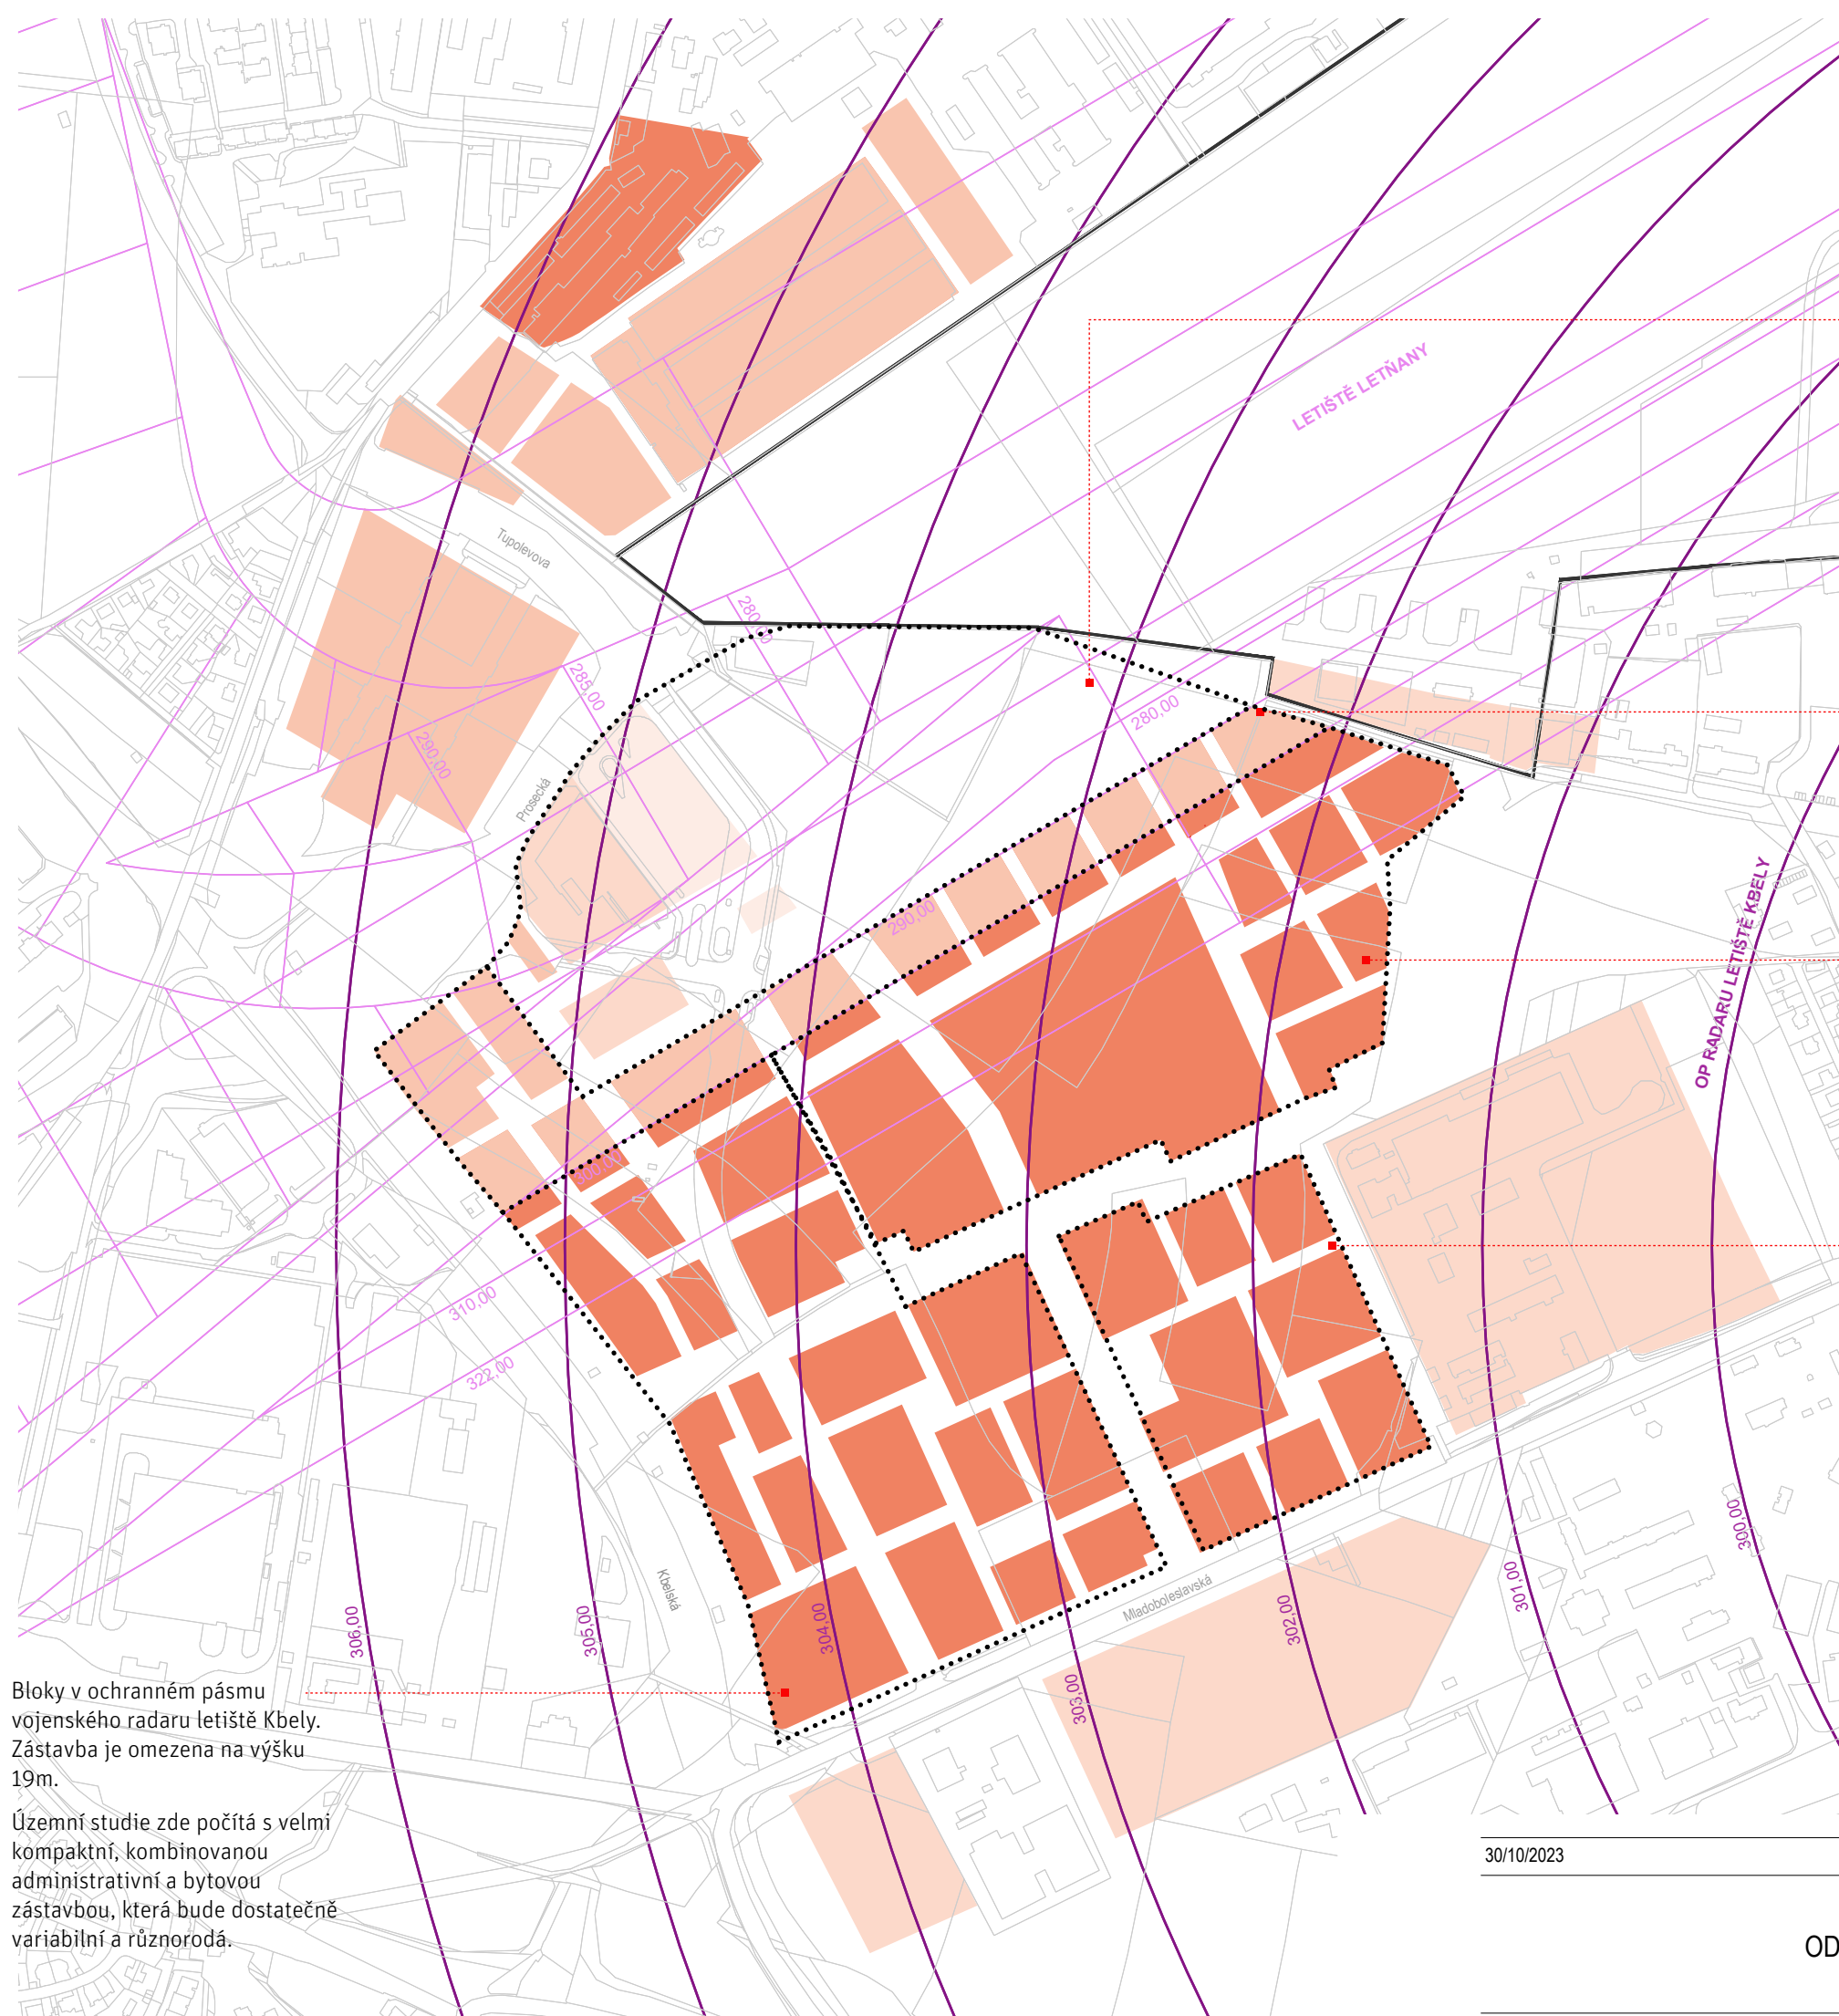 LETIŠTĚ LETŇANY
Tupolevova
280,00
285,00
290,00
280,00
Prosecká
OP RADARU LETIŠTĚ KBELY
290,00
300,00
310,00
322,00
300,00
301,00
302,00
303,00
304,00
305,00
306,00
Kbelská
Mladoboleslavská
Bloky v ochranném pásmu
vojenského radaru letiště Kbely.
Zástavba je omezena na výšku
19m.
Územní studie zde počítá s velmi
kompaktní, kombinovanou
administrativní a bytovou
zástavbou, která bude dostatečně
variabilní a různorodá.
30/10/2023
OD